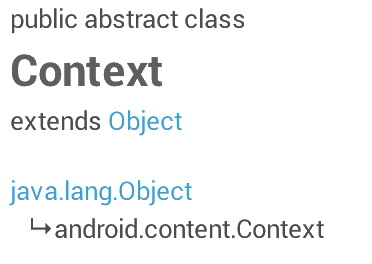 public abstract class
Context
extends Object
java.lang.Object
↳android.content.Context